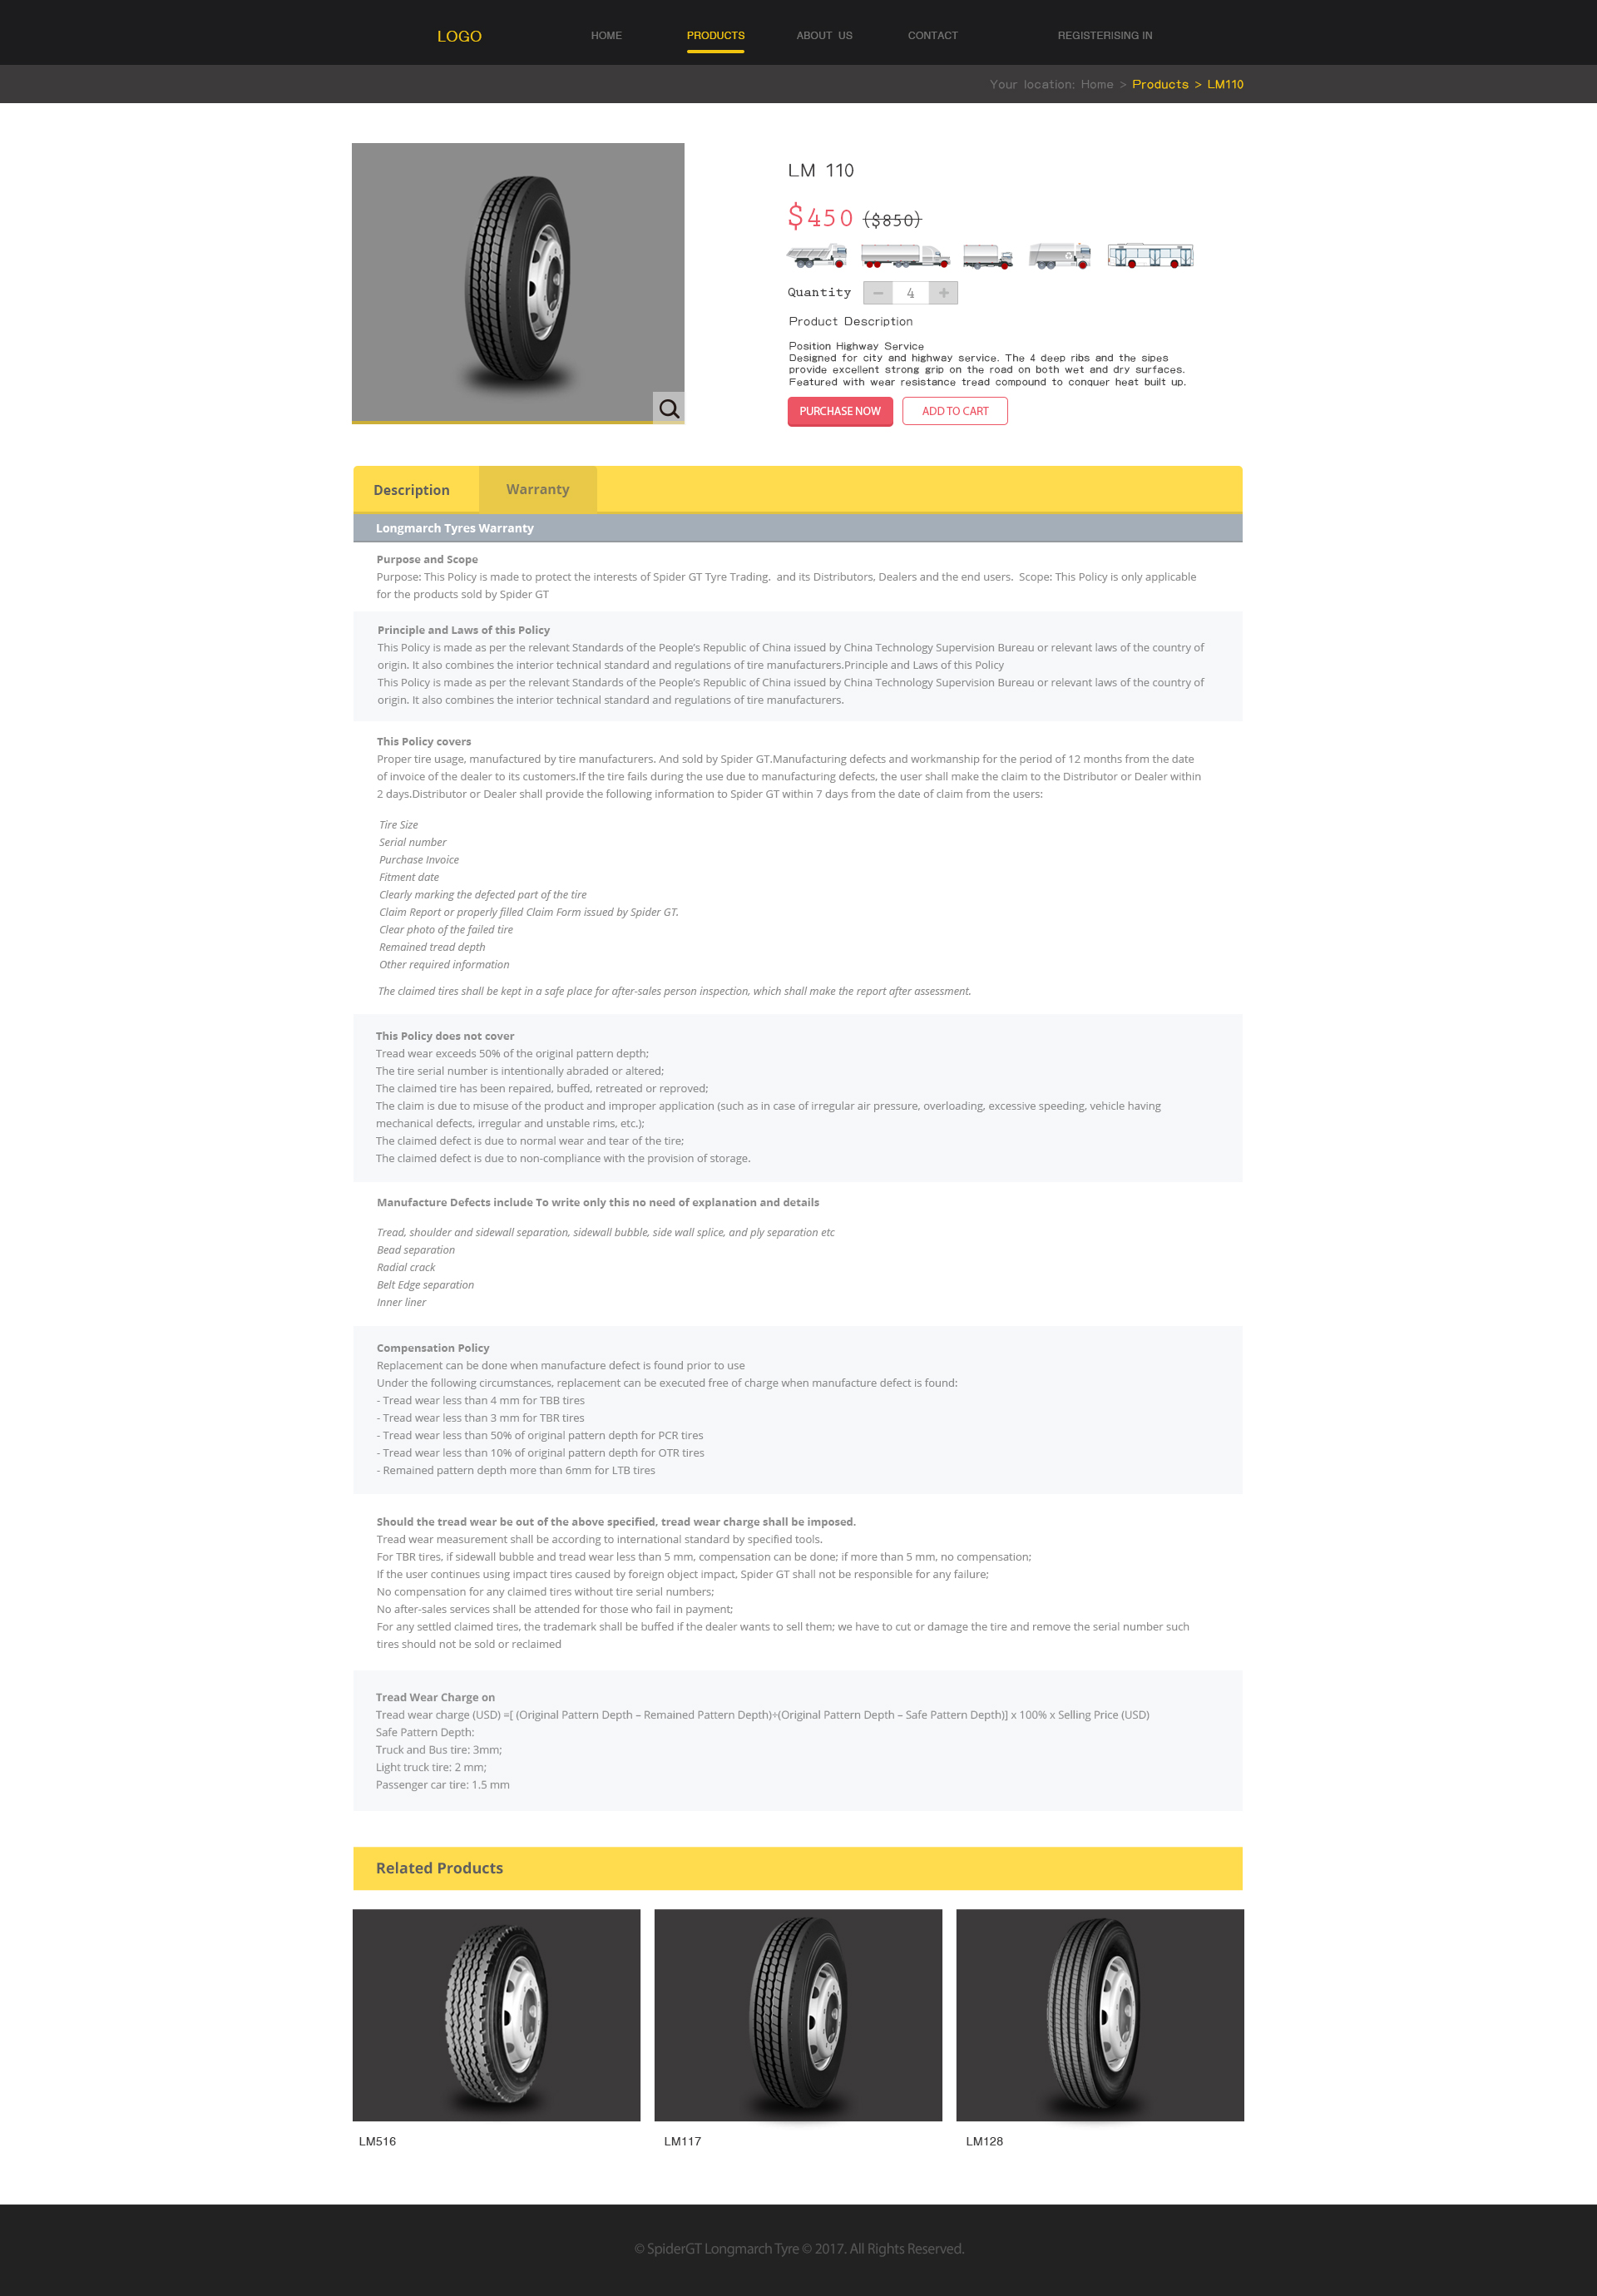 LOGO HOME PRODUCTS ABOUT US CONTACT REGISTERISING IN
Your location: Home > Products > LM110
LM 110
$450 ($850)
Quantity 4
Product Description
Position Highway Service
Designed for city and highway service. The 4 deep ribs and the sipes
provide excellent strong grip on the road on both wet and dry surfaces.
Featured with wear resistance tread compound to conquer heat built up.
PURCHASE NOW ADD TO CART
Description Warranty
Longmarch Tyres Warranty
Purpose and Scope
Purpose: This Policy is made to protect the interests of Spider GT Tyre Trading. and its Distributors, Dealers and the end users. Scope: This Policy is only applicable
for the products sold by Spider GT
Principle and Laws of this Policy
This Policy is made as per the relevant Standards of the People’s Republic of China issued by China Technology Supervision Bureau or relevant laws of the country of
origin. It also combines the interior technical standard and regulations of tire manufacturers.Principle and Laws of this Policy
This Policy is made as per the relevant Standards of the People’s Republic of China issued by China Technology Supervision Bureau or relevant laws of the country of
origin. It also combines the interior technical standard and regulations of tire manufacturers.
This Policy covers
Proper tire usage, manufactured by tire manufacturers. And sold by Spider GT.Manufacturing defects and workmanship for the period of 12 months from the date
of invoice of the dealer to its customers.If the tire fails during the use due to manufacturing defects, the user shall make the claim to the Distributor or Dealer within
2 days.Distributor or Dealer shall provide the following information to Spider GT within 7 days from the date of claim from the users:
Tire Size
Serial number
Purchase Invoice
Fitment date
Clearly marking the defected part of the tire
Claim Report or properly filled Claim Form issued by Spider GT.
Clear photo of the failed tire
Remained tread depth
Other required information
The claimed tires shall be kept in a safe place for after-sales person inspection, which shall make the report after assessment.
This Policy does not cover
Tread wear exceeds 50% of the original pattern depth;
The tire serial number is intentionally abraded or altered;
The claimed tire has been repaired, buffed, retreated or reproved;
The claim is due to misuse of the product and improper application (such as in case of irregular air pressure, overloading, excessive speeding, vehicle having
mechanical defects, irregular and unstable rims, etc.);
The claimed defect is due to normal wear and tear of the tire;
The claimed defect is due to non-compliance with the provision of storage.
Manufacture Defects include To write only this no need of explanation and details
Tread, shoulder and sidewall separation, sidewall bubble, side wall splice, and ply separation etc
Bead separation
Radial crack
Belt Edge separation
Inner liner
Compensation Policy
Replacement can be done when manufacture defect is found prior to use
Under the following circumstances, replacement can be executed free of charge when manufacture defect is found:
- Tread wear less than 4 mm for TBB tires
- Tread wear less than 3 mm for TBR tires
- Tread wear less than 50% of original pattern depth for PCR tires
- Tread wear less than 10% of original pattern depth for OTR tires
- Remained pattern depth more than 6mm for LTB tires
Should the tread wear be out of the above specified, tread wear charge shall be imposed.
Tread wear measurement shall be according to international standard by specified tools.
For TBR tires, if sidewall bubble and tread wear less than 5 mm, compensation can be done; if more than 5 mm, no compensation;
If the user continues using impact tires caused by foreign object impact, Spider GT shall not be responsible for any failure;
No compensation for any claimed tires without tire serial numbers;
No after-sales services shall be attended for those who fail in payment;
For any settled claimed tires, the trademark shall be buffed if the dealer wants to sell them; we have to cut or damage the tire and remove the serial number such
tires should not be sold or reclaimed
Tread Wear Charge on
Tread wear charge (USD) =[ (Original Pattern Depth – Remained Pattern Depth)÷(Original Pattern Depth – Safe Pattern Depth)] x 100% x Selling Price (USD)
Safe Pattern Depth:
Truck and Bus tire: 3mm;
Light truck tire: 2 mm;
Passenger car tire: 1.5 mm
Related Products
LM516 LM117 LM128
© SpiderGT Longmarch Tyre © 2017. All Rights Reserved.